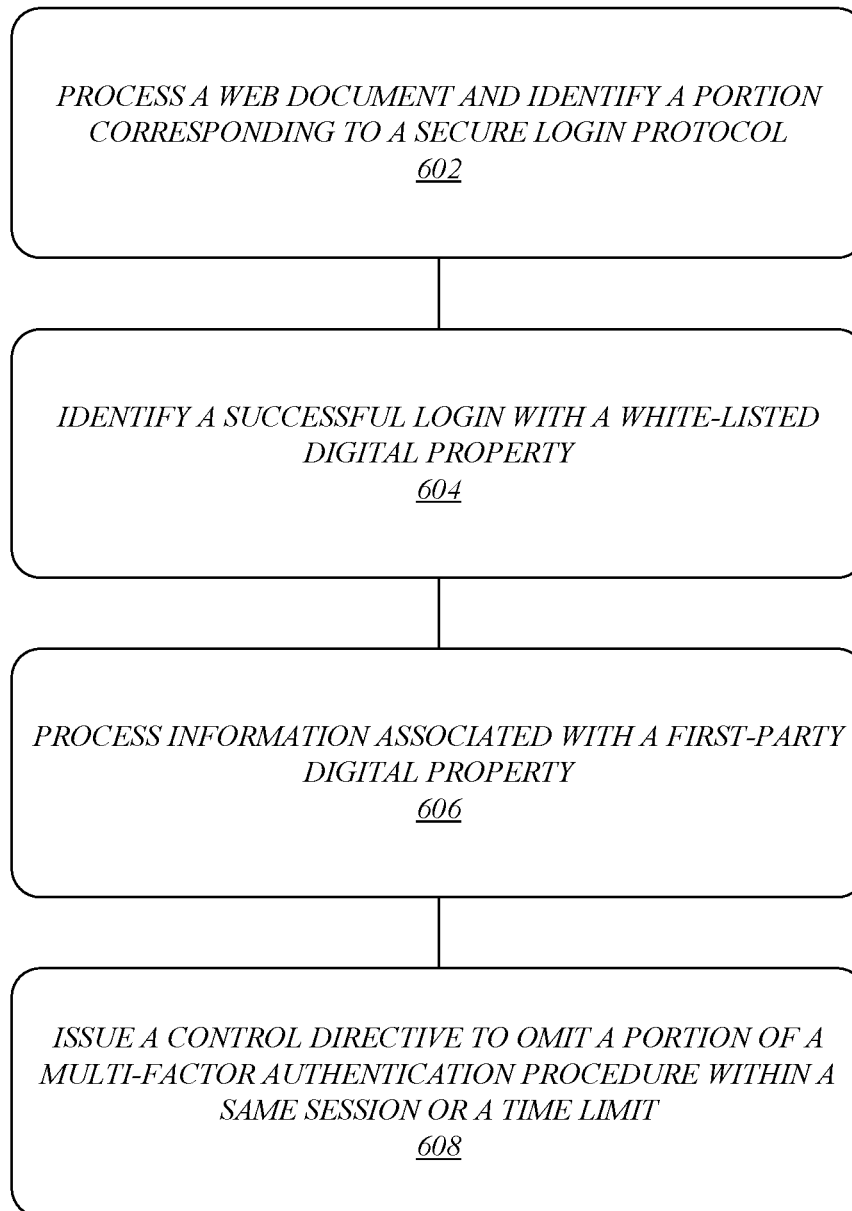 PROCESS A WEB DOCUMENT AND IDENTIFY A PORTION
CORRESPONDING TO A SECURE LOGIN PROTOCOL
602
IDENTIFY A SUCCESSFUL LOGIN WITH A WHITE-LISTED
DIGITAL PROPERTY
604
PROCESS INFORMATION ASSOCIATED WITH A FIRST-PARTY
DIGITAL PROPERTY
606
ISSUE A CONTROL DIRECTIVE TO OMIT A PORTION OF A
MULTI-FACTOR AUTHENTICATION PROCEDURE WITHIN A
SAME SESSION OR A TIME LIMIT
608